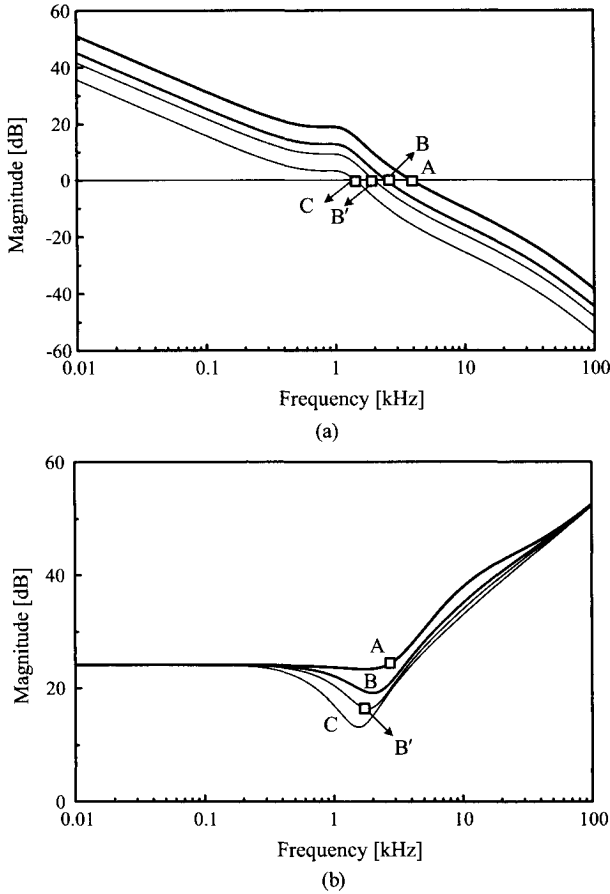 60
40
20
0
-20
-40
-60
Magnitude [dB]
B
A
C
B′
0.01 0.1 1 10 100
Frequency [kHz]
(a)
60
40
20
0
Magnitude [dB]
A
B
C
B′
0.01 0.1 1 10 100
Frequency [kHz]
(b)